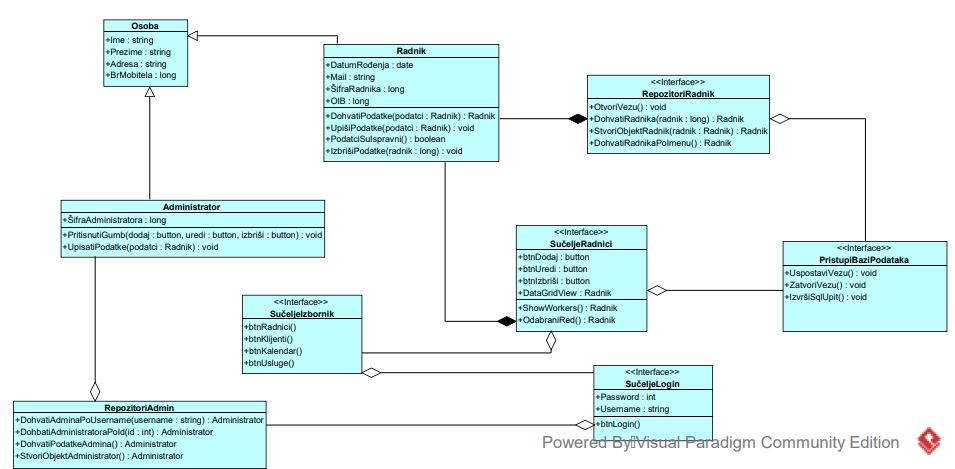 Osoba
+Ime : string
+Prezime : string
+Adresa : string
+BrMobitela : long
Radnik
+DatumRođenja : date
+Mail : string
+ŠifraRadnika : long
+OIB : long
+DohvatiPodatke(podatci : Radnik) : Radnik
+UpišiPodatke(podatci : Radnik) : void
+PodatciSuIspravni() : boolean
+IzbrišiPodatke(radnik : long) : void
<<Interface>>
RepozitoriRadnik
+OtvoriVezu() : void
+DohvatiRadnika(radnik : long) : Radnik
+StvoriObjektRadnik(radnik : Radnik) : Radnik
+DohvatiRadnikaPoImenu() : Radnik
Administrator
+ŠifraAdministratora : long
+PritisnutiGumb(dodaj : button, uredi : button, izbriši : button) : void
+UpisatiPodatke(podatci : Radnik) : void
<<Interface>>
SučeljeRadnici
+btnDodaj : button
+btnUredi : button
+btnIzbriši : button
+DataGridView : Radnik
+ShowWorkers() : Radnik
+OdabraniRed() : Radnik
<<Interface>>
PristupiBaziPodataka
+UspostaviVezu() : void
+ZatvoriVezu() : void
+IzvršiSqlUpit() : void
<<Interface>>
SučeljeIzbornik
+btnRadnici()
+btnKlijenti()
+btnKalendar()
+btnUsluge()
<<Interface>>
SučeljeLogin
+Password : int
+Username : string
+btnLogin()
RepozitoriAdmin
+DohvatiAdminaPoUsername(username : string) : Administrator
+DohbatiAdministratoraPoId(id : int) : Administrator
+DohvatiPodatkeAdmina() : Administrator
+StvoriObjektAdministrator() : Administrator
Powered By Visual Paradigm Community Edition